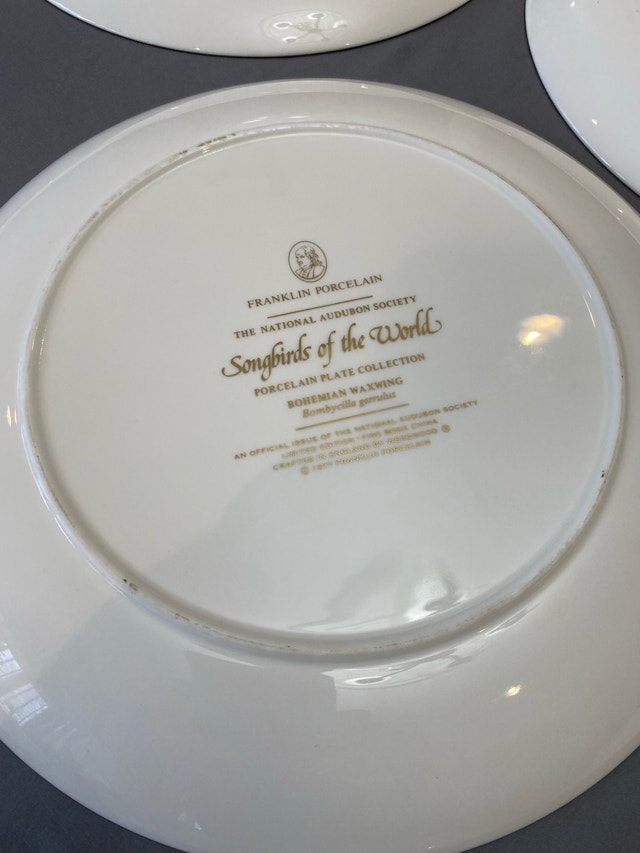 FRANKLIN PORCELAIN
THE NATIONAL AUDUBON SOCIETY
Songbirds of the World
PORCELAIN PLATE COLLECTION
BOHEMIAN WAXWING
Bombycilla garrulus
AN OFFICIAL ISSUE OF THE NATIONAL AUDUBON SOCIETY
LIMITED EDITION · FINE BONE CHINA
CRAFTED IN ENGLAND BY
© 1977 FRANKLIN PORCELAIN